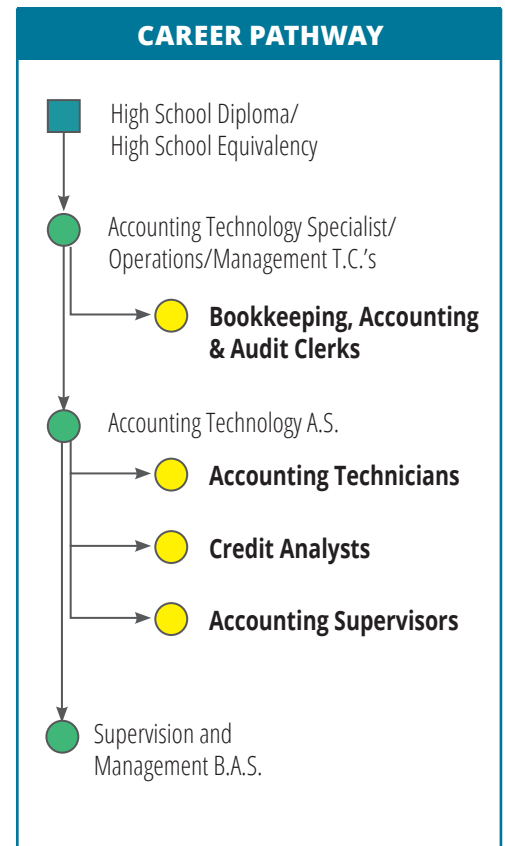 CAREER PATHWAY
High School Diploma/
High School Equivalency
Accounting Technology Specialist/
Operations/Management T.C.’s
Bookkeeping, Accounting
& Audit Clerks
Accounting Technology A.S.
Accounting Technicians
Credit Analysts
Accounting Supervisors
Supervision and
Management B.A.S.